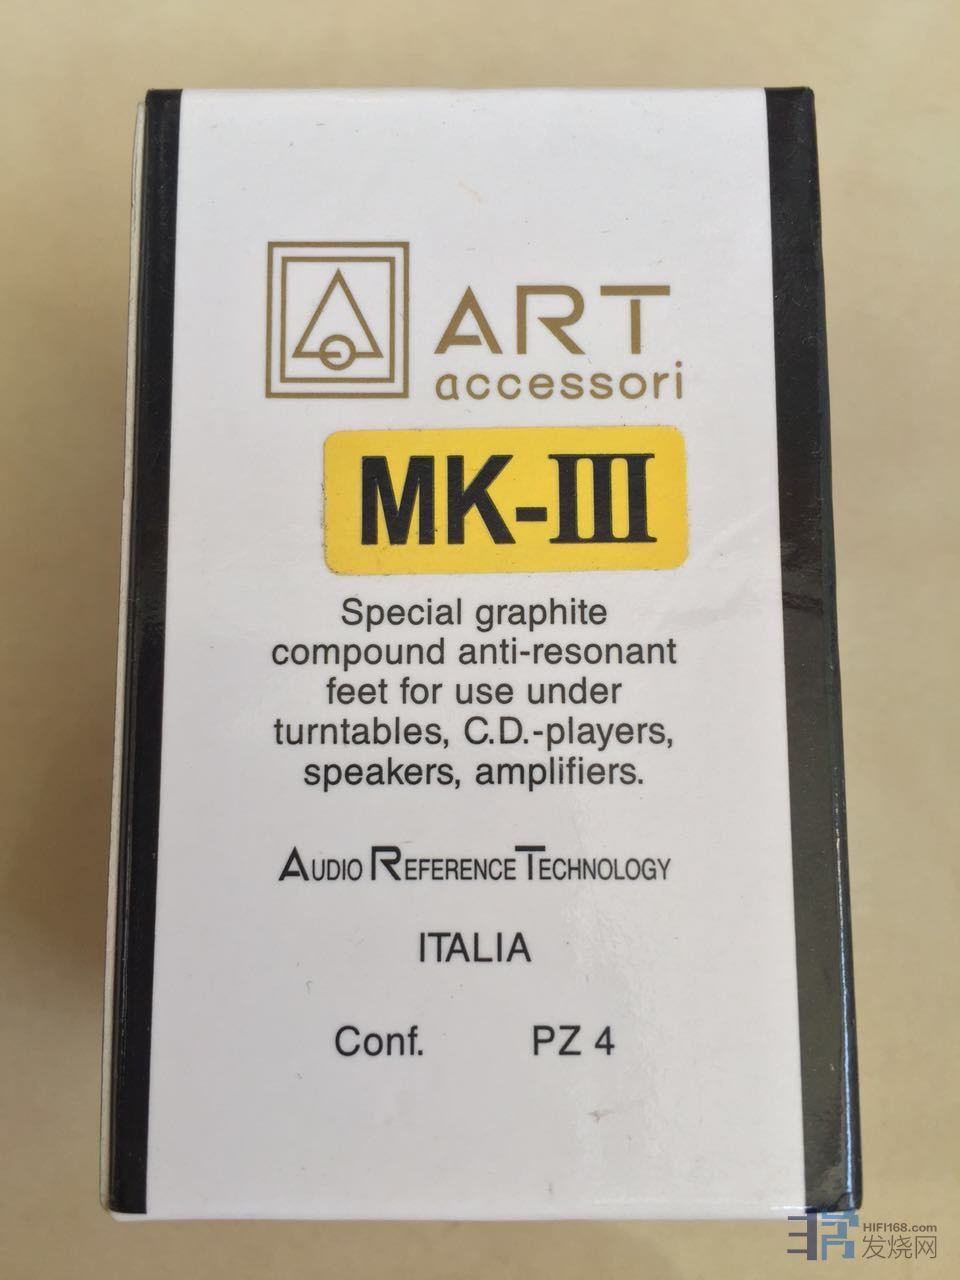 ART
accessori
MK-III
Special graphite
compound anti-resonant
feet for use under
turntables, C.D.-players,
speakers, amplifiers.
AUDIO REFERENCE TECHNOLOGY
ITALIA
Conf. PZ 4
HIFI168.com
发烧网